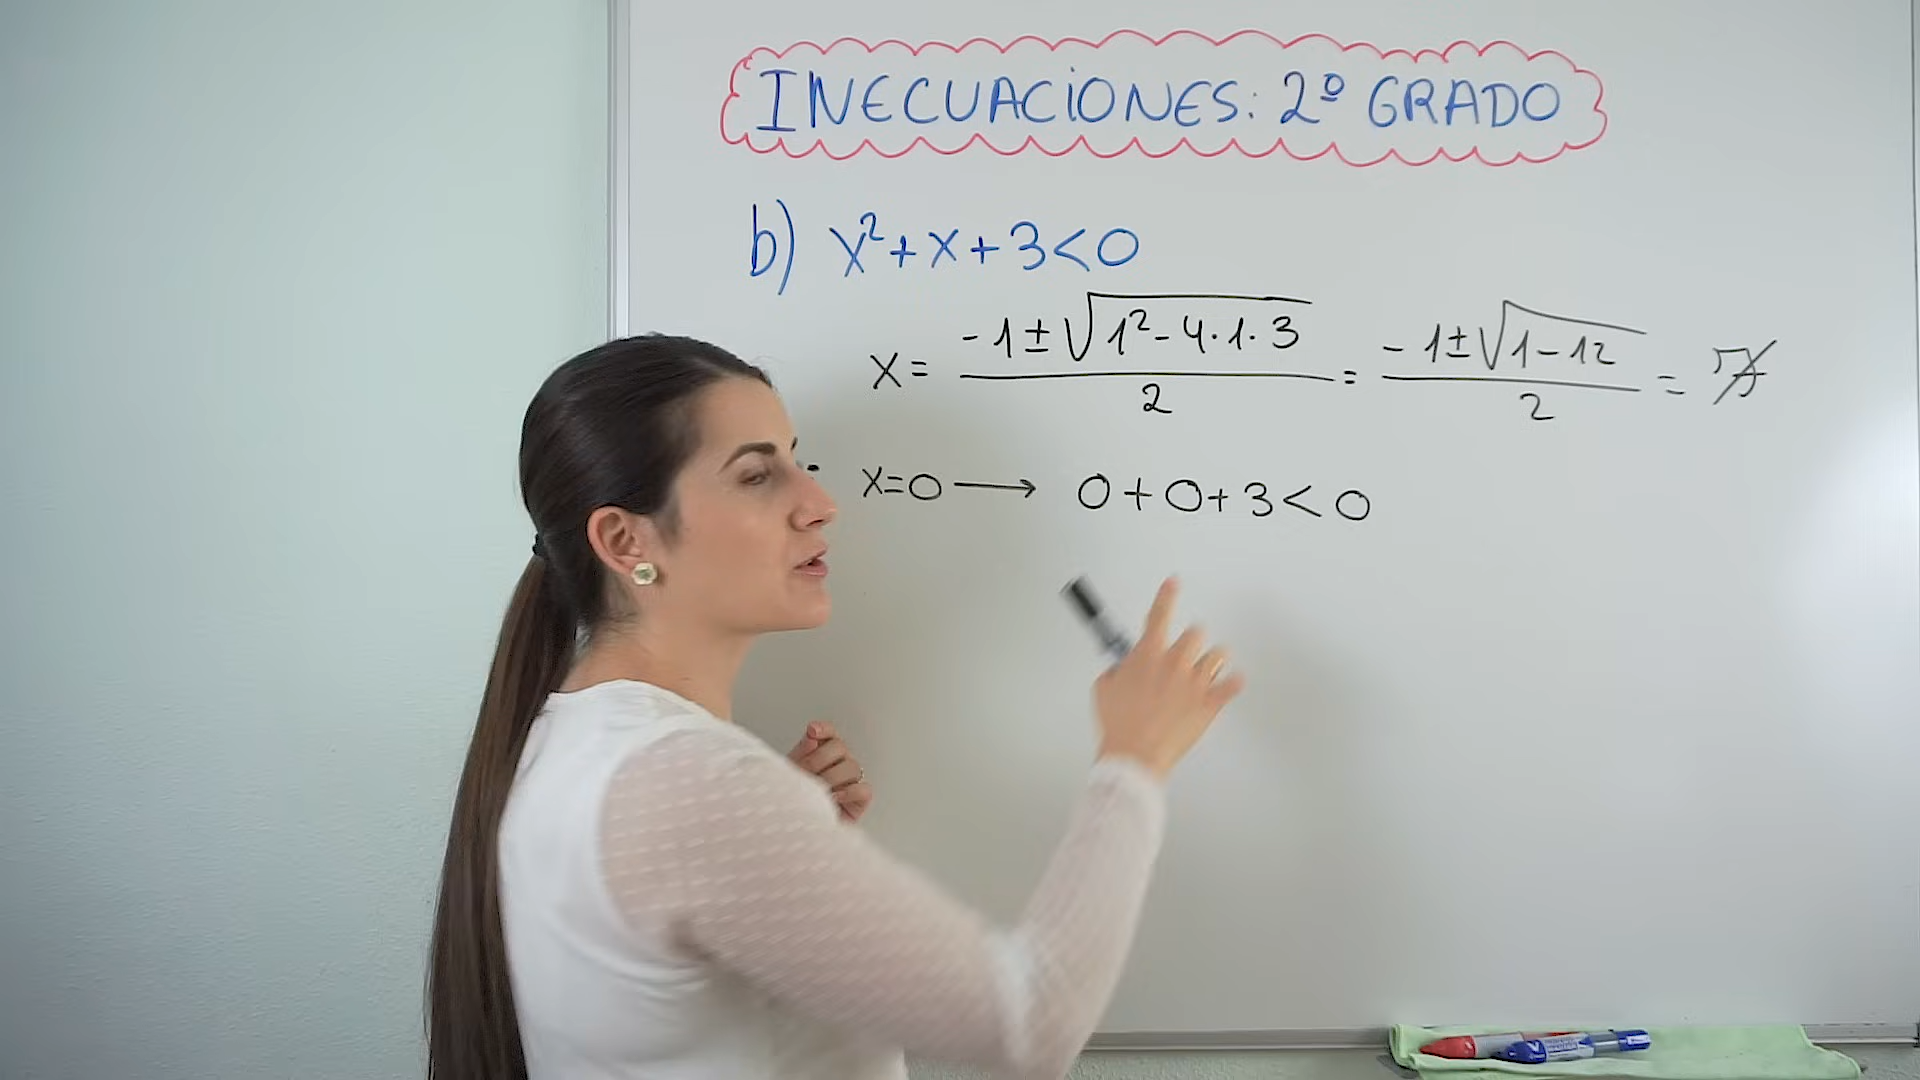 INECUACIONES: 2º GRADO
b) x²+x+3<0
x= (-1±√(1²-4·1·3))/2 = (-1±√(1-12))/2 = ∄
x=0 → 0+0+3<0